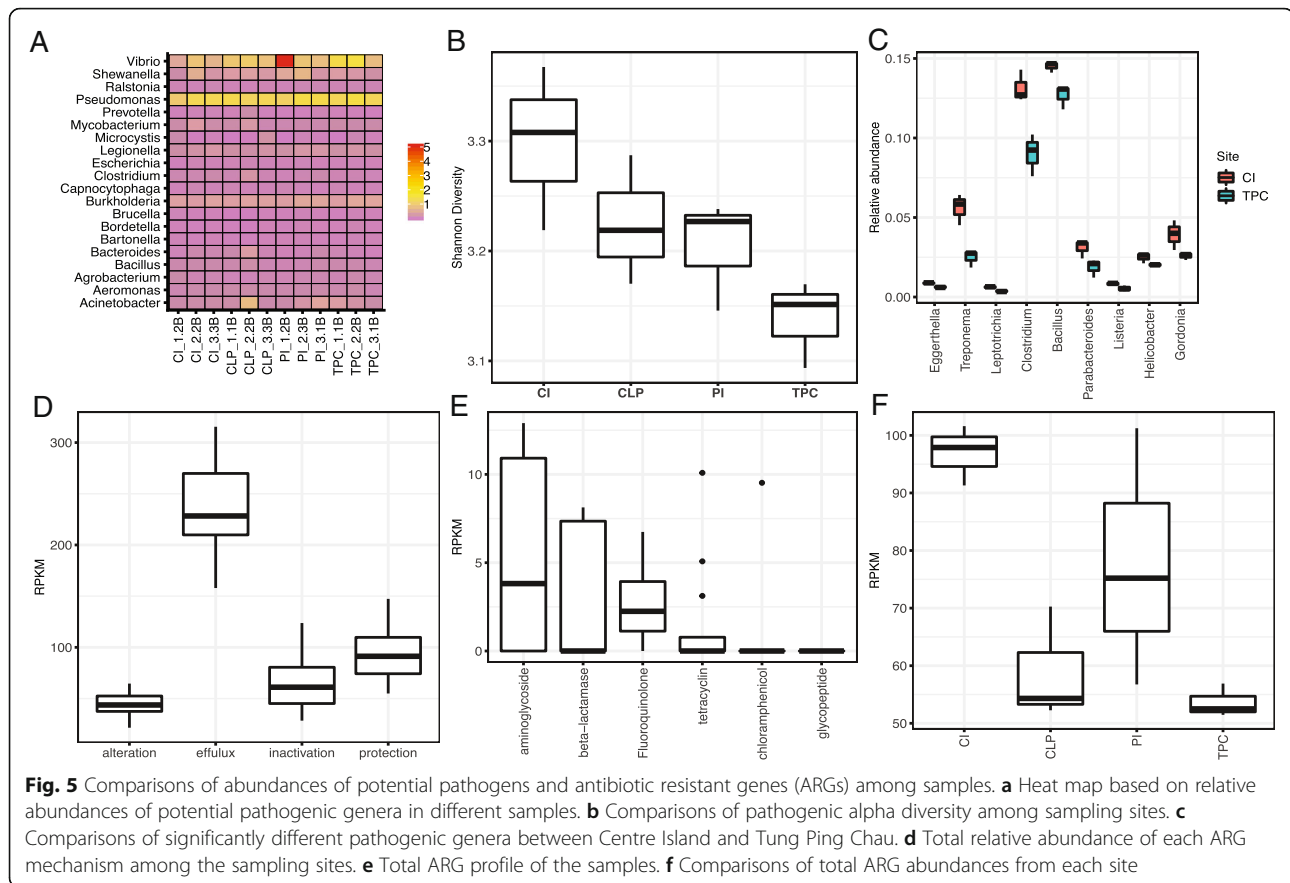 A
Vibrio
Shewanella
Ralstonia
Pseudomonas
Prevotella
Mycobacterium
Microcystis
Legionella
Escherichia
Clostridium
Capnocytophaga
Burkholderia
Brucella
Bordetella
Bartonella
Bacteroides
Bacillus
Agrobacterium
Aeromonas
Acinetobacter
CI_1.2B
CI_2.2B
CI_3.3B
CLP_1.1B
CLP_2.2B
CLP_3.3B
PI_1.2B
PI_2.3B
PI_3.1B
TPC_1.1B
TPC_2.2B
TPC_3.1B
5
4
3
2
1
B
Shannon Diversity
3.3
3.2
3.1
CI
CLP
PI
TPC
C
Relative abundance
0.15
0.10
0.05
0.00
Eggerthella
Treponema
Leptotrichia
Clostridium
Bacillus
Parabacteroides
Listeria
Helicobacter
Gordonia
Site
CI
TPC
D
RPKM
300
200
100
alteration
effulux
inactivation
protection
E
RPKM
10
5
0
aminoglycoside
beta−lactamase
Fluoroquinolone
tetracyclin
chloramphenicol
glycopeptide
F
RPKM
100
90
80
70
60
50
CI
CLP
PI
TPC
Fig. 5 Comparisons of abundances of potential pathogens and antibiotic resistant genes (ARGs) among samples. a Heat map based on relative
abundances of potential pathogenic genera in different samples. b Comparisons of pathogenic alpha diversity among sampling sites. c
Comparisons of significantly different pathogenic genera between Centre Island and Tung Ping Chau. d Total relative abundance of each ARG
mechanism among the sampling sites. e Total ARG profile of the samples. f Comparisons of total ARG abundances from each site